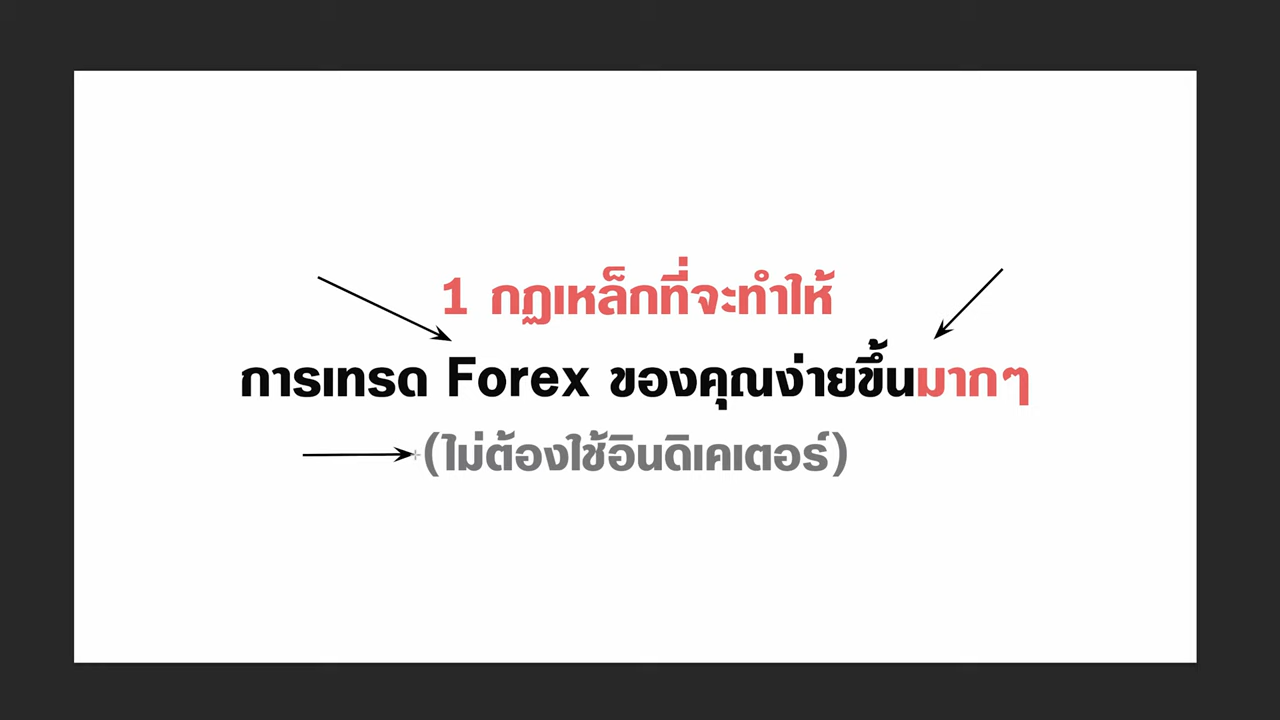 1 กฏเหล็กที่จะทำให้
การเทรด Forex ของคุณง่ายขึ้นมากๆ
(ไม่ต้องใช้อินดิเคเตอร์)